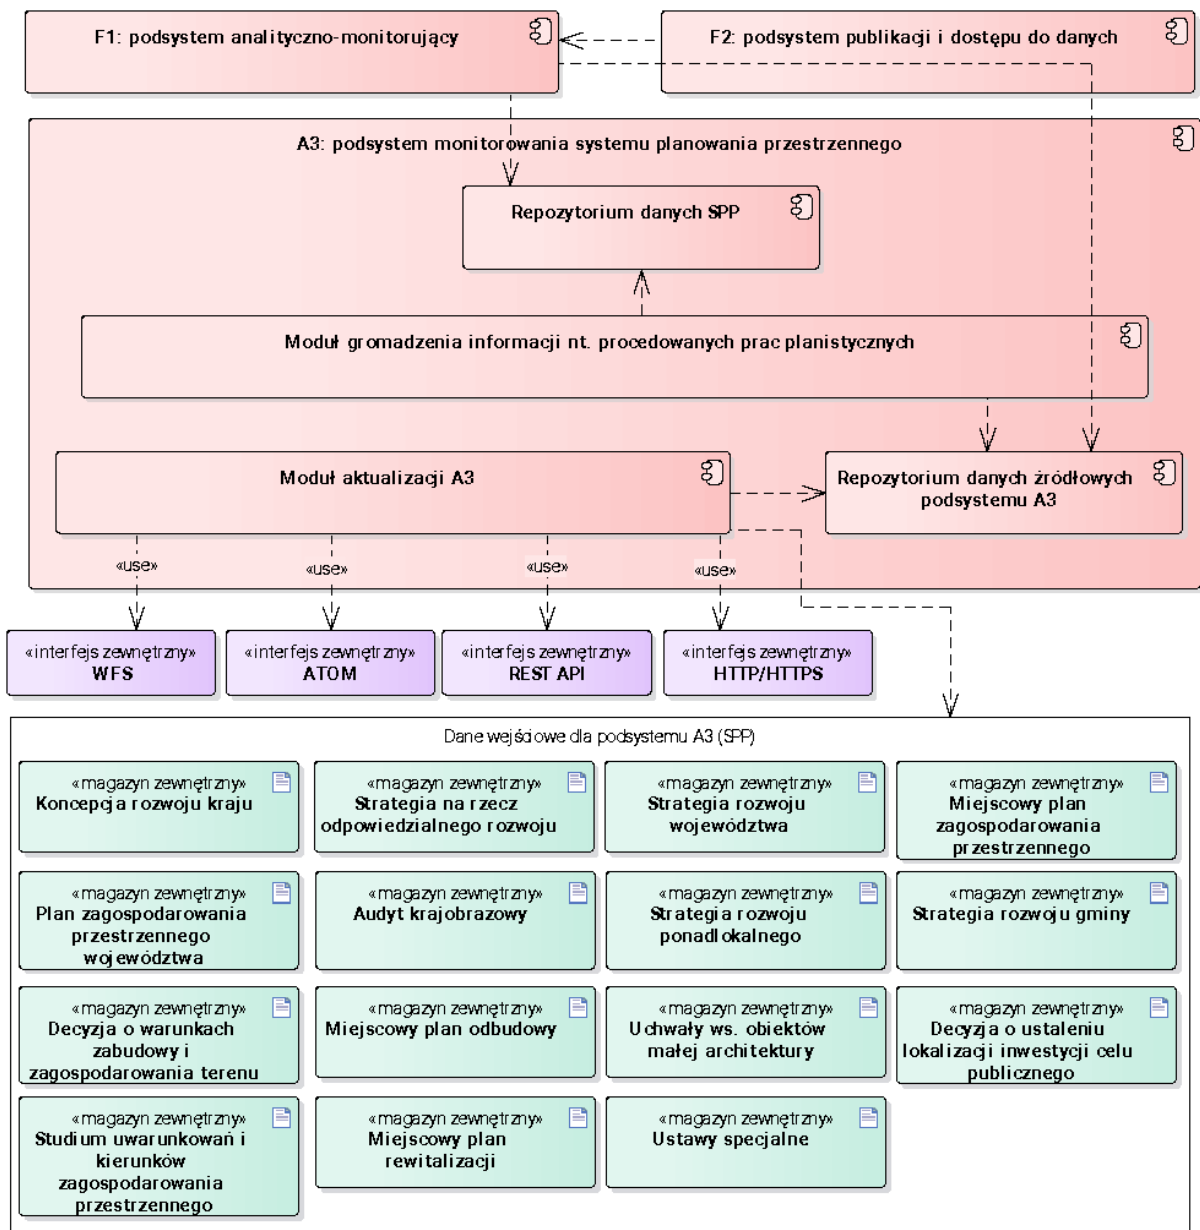 F1: podsystem analityczno-monitorujący
F2: podsystem publikacji i dostępu do danych
A3: podsystem monitorowania systemu planowania przestrzennego
Repozytorium danych SPP
Moduł gromadzenia informacji nt. procedowanych prac planistycznych
Moduł aktualizacji A3
Repozytorium danych źródłowych
podsystemu A3
«use»
«use»
«use»
«use»
«interfejs zewnętrzny»
WFS
«interfejs zewnętrzny»
ATOM
«interfejs zewnętrzny»
REST API
«interfejs zewnętrzny»
HTTP/HTTPS
Dane wejściowe dla podsystemu A3 (SPP)
«magazyn zewnętrzny»
Koncepcja rozwoju kraju
«magazyn zewnętrzny»
Strategia na rzecz
odpowiedzialnego rozwoju
«magazyn zewnętrzny»
Strategia rozwoju
województwa
«magazyn zewnętrzny»
Miejscowy plan
zagospodarowania
przestrzennego
«magazyn zewnętrzny»
Plan zagospodarowania
przestrzennego
województwa
«magazyn zewnętrzny»
Audyt krajobrazowy
«magazyn zewnętrzny»
Strategia rozwoju
ponadlokalnego
«magazyn zewnętrzny»
Strategia rozwoju gminy
«magazyn zewnętrzny»
Decyzja o warunkach
zabudowy i
zagospodarowania terenu
«magazyn zewnętrzny»
Miejscowy plan odbudowy
«magazyn zewnętrzny»
Uchwały ws. obiektów
małej architektury
«magazyn zewnętrzny»
Decyzja o ustaleniu
lokalizacji inwestycji celu
publicznego
«magazyn zewnętrzny»
Studium uwarunkowań i
kierunków
zagospodarowania
przestrzennego
«magazyn zewnętrzny»
Miejscowy plan
rewitalizacji
«magazyn zewnętrzny»
Ustawy specjalne